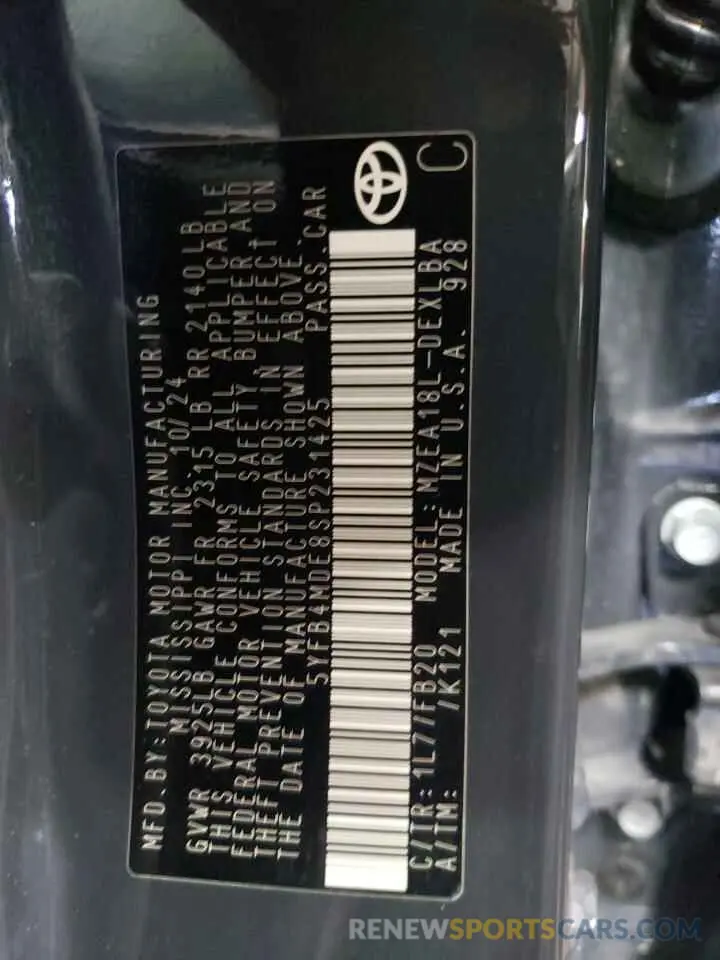 MFD. BY: TOYOTA MOTOR MANUFACTURING
MISSISSIPPI INC. 10/24
GVWR 3925LB GAWR FR 2315 LB RR 2140LB
THIS VEHICLE CONFORMS TO ALL APPLICABLE
FEDERAL MOTOR VEHICLE SAFETY, BUMPER AND
THEFT PREVENTION STANDARDS IN EFFECT ON
THE DATE OF MANUFACTURE SHOWN ABOVE.
5YFB4MDE8SP231425 PASS. CAR
C/TR: 1L7/FB20 MODEL: MZEA18L-DEXLBA
A/TM: /K121 MADE IN U.S.A. 928
C
RENEWSPORTSCARS.COM